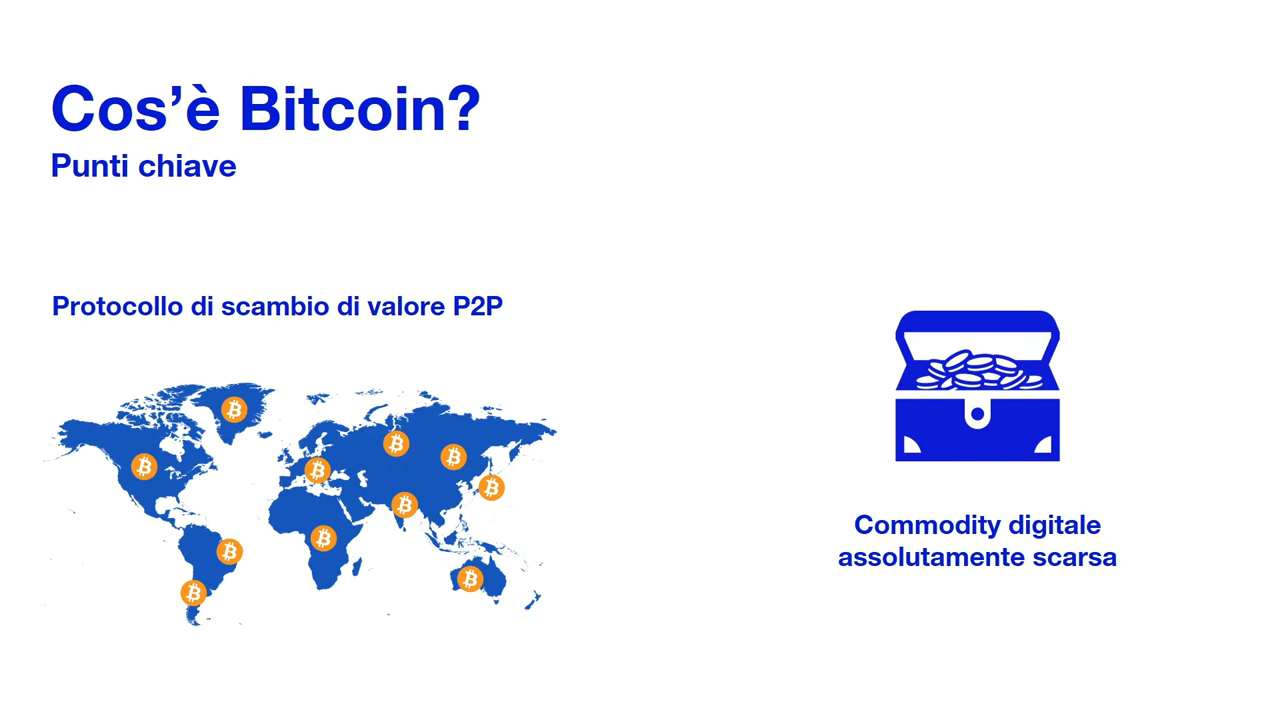 Cos’è Bitcoin?
Punti chiave
Protocollo di scambio di valore P2P
Commodity digitale
assolutamente scarsa